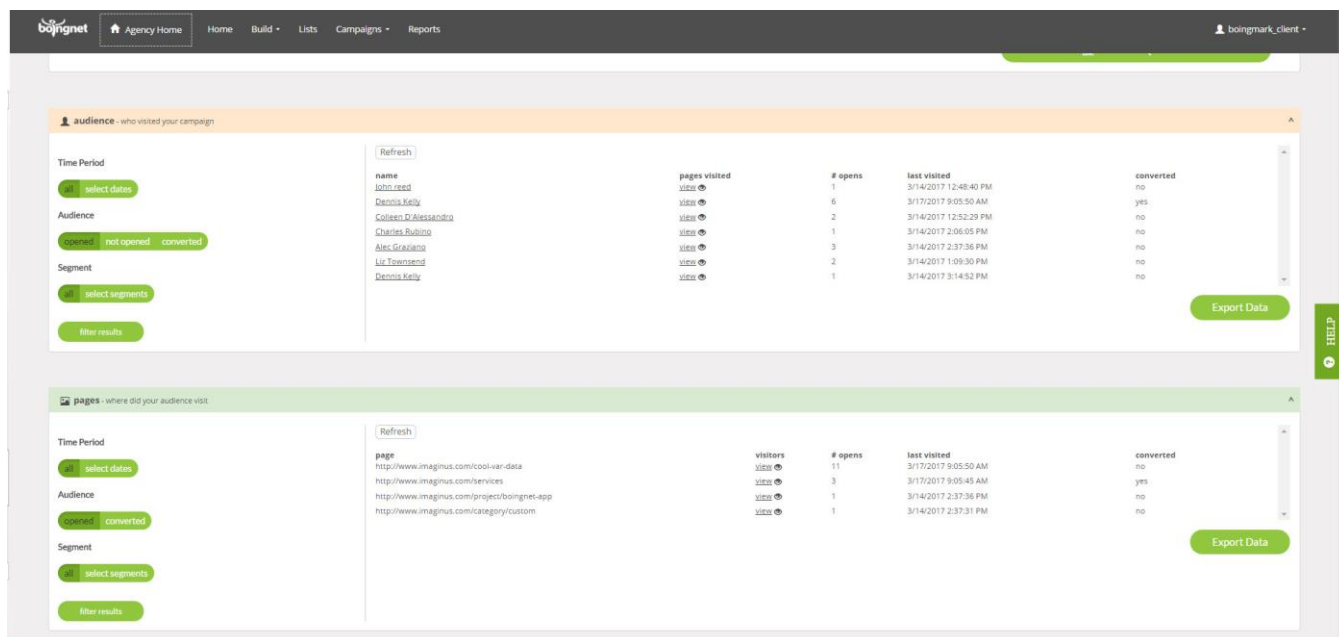 boingnet Agency Home Home Build Lists Campaigns Reports boingmark_client
audience - who visited your campaign
Time Period
all select dates
Audience
opened not opened converted
Segment
all select segments
filter results
Refresh
name pages visited # opens last visited converted
John reed view 1 3/14/2017 12:48:40 PM no
Dennis Kelly view 6 3/17/2017 9:05:50 AM yes
Colleen D'Alessandro view 2 3/14/2017 12:52:29 PM no
Charles Rubino view 1 3/14/2017 2:06:05 PM no
Alec Graziano view 3 3/14/2017 2:37:36 PM no
Liz Townsend view 2 3/14/2017 1:09:30 PM no
Dennis Kelly view 1 3/14/2017 3:14:52 PM no
Export Data
HELP
pages - where did your audience visit
Time Period
all select dates
Audience
opened converted
Segment
all select segments
filter results
Refresh
page visitors # opens last visited converted
http://www.imaginus.com/cool-var-data view 11 3/17/2017 9:05:50 AM no
http://www.imaginus.com/services view 3 3/17/2017 9:05:45 AM yes
http://www.imaginus.com/project/boingnet-app view 1 3/14/2017 2:37:36 PM no
http://www.imaginus.com/category/custom view 1 3/14/2017 2:37:31 PM no
Export Data